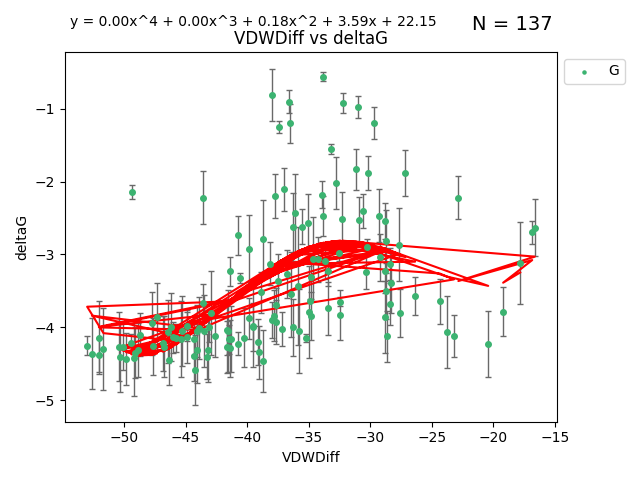 y = 0.00x^4 + 0.00x^3 + 0.18x^2 + 3.59x + 22.15
N = 137
VDWDiff vs deltaG
G
−1
−2
−3
−4
−5
deltaG
−50 −45 −40 −35 −30 −25 −20 −15
VDWDiff